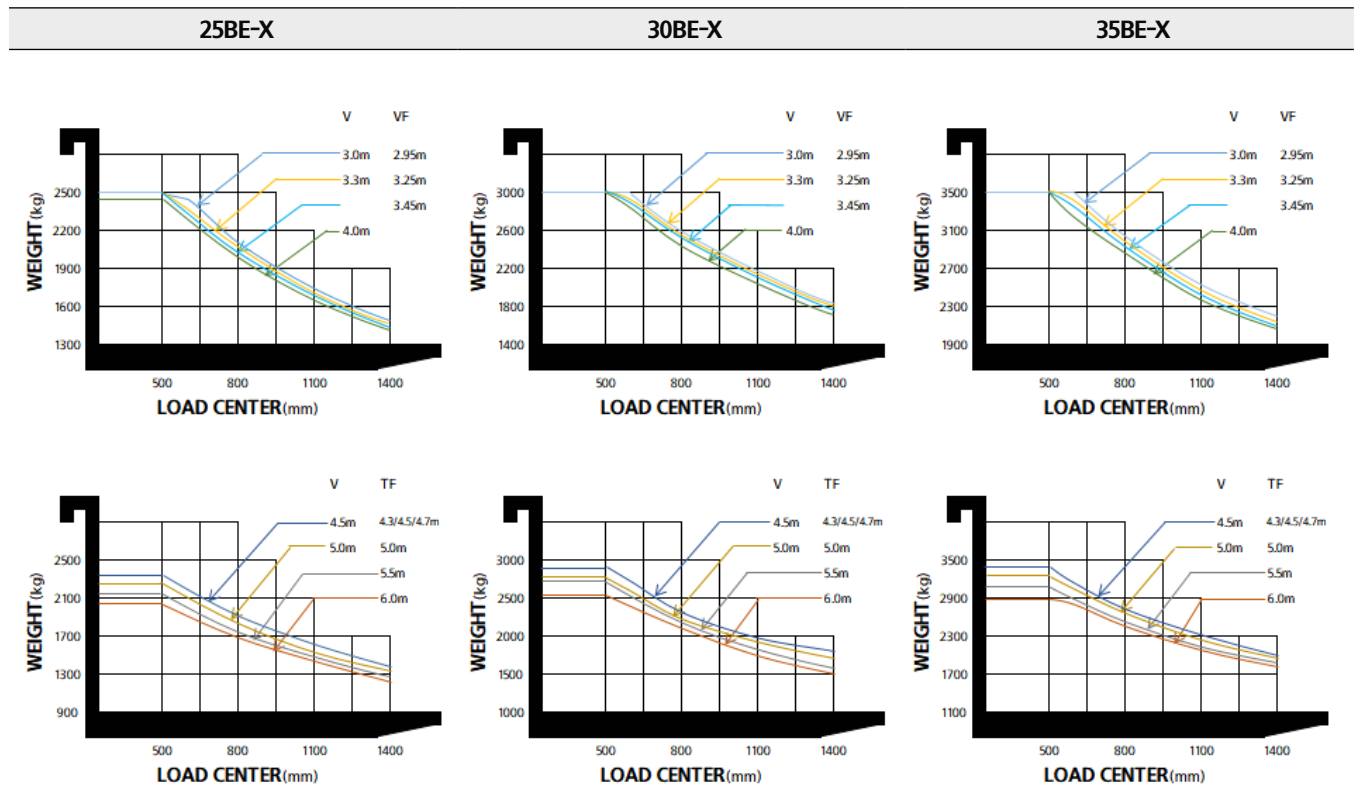 25BE-X 30BE-X 35BE-X
V VF
3.0m 2.95m
3.3m 3.25m
3.45m
4.0m
2500
2200
1900
1600
1300
WEIGHT(kg)
500 800 1100 1400
LOAD CENTER(mm)
V VF
3.0m 2.95m
3.3m 3.25m
3.45m
4.0m
3000
2600
2200
1800
1400
WEIGHT(kg)
500 800 1100 1400
LOAD CENTER(mm)
V VF
3.0m 2.95m
3.3m 3.25m
3.45m
4.0m
3500
3100
2700
2300
1900
WEIGHT(kg)
500 800 1100 1400
LOAD CENTER(mm)
V TF
4.5m 4.3/4.5/4.7m
5.0m 5.0m
5.5m
6.0m
2500
2100
1700
1300
900
WEIGHT(kg)
500 800 1100 1400
LOAD CENTER(mm)
V TF
4.5m 4.3/4.5/4.7m
5.0m 5.0m
5.5m
6.0m
3000
2500
2000
1500
1000
WEIGHT(kg)
500 800 1100 1400
LOAD CENTER(mm)
V TF
4.5m 4.3/4.5/4.7m
5.0m 5.0m
5.5m
6.0m
3500
2900
2300
1700
1100
WEIGHT(kg)
500 800 1100 1400
LOAD CENTER(mm)